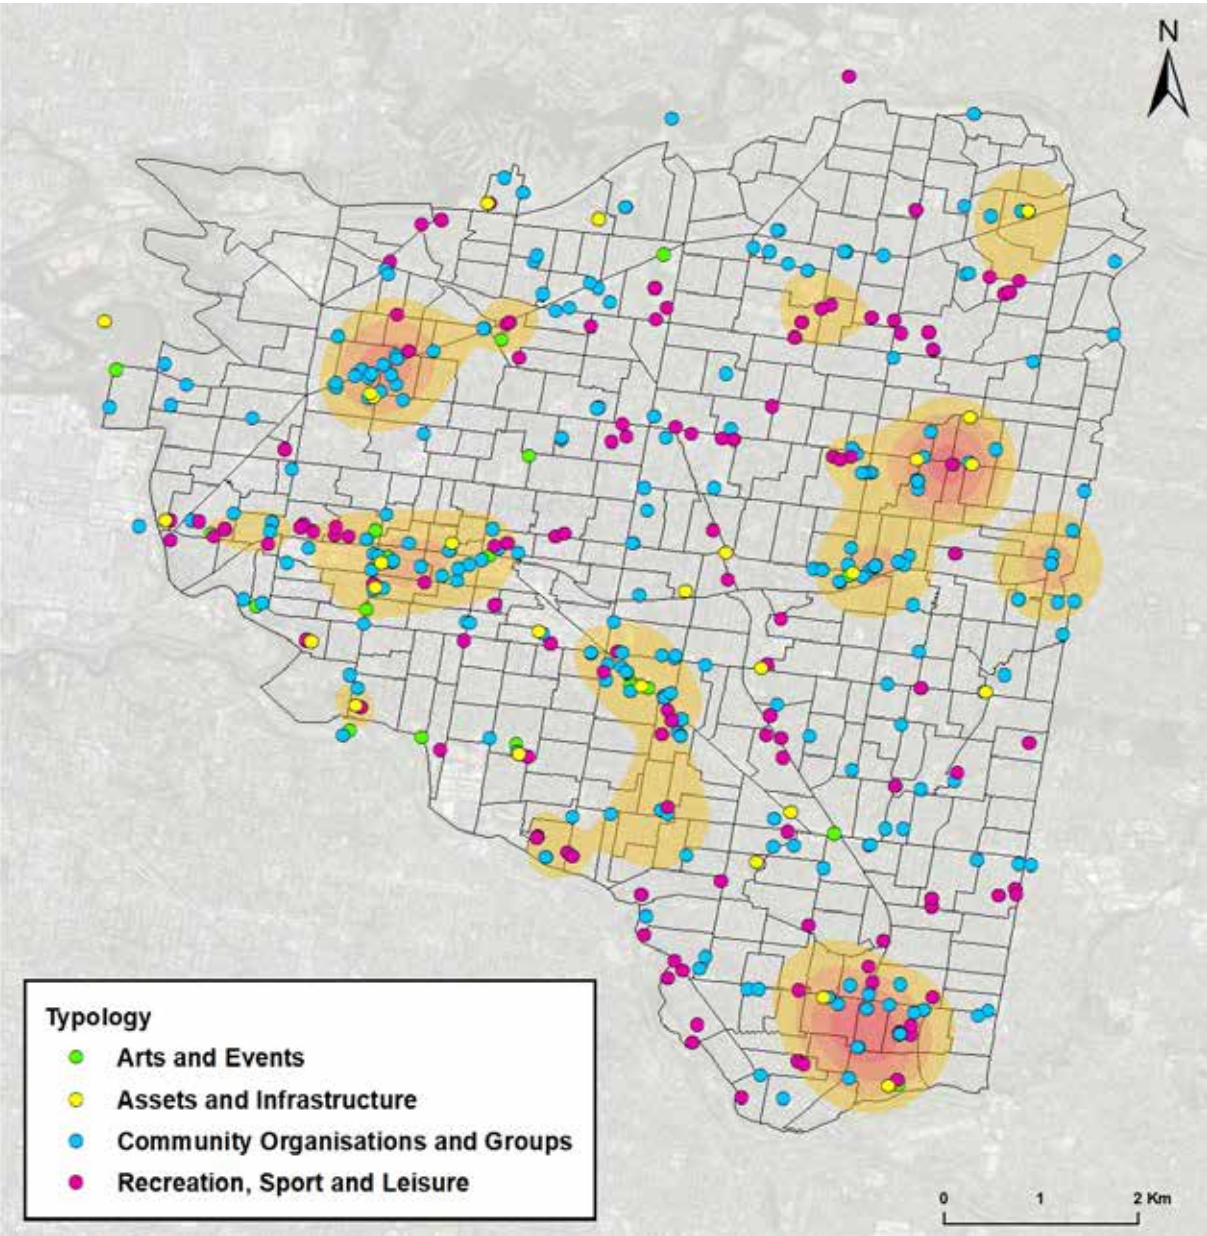 N
Typology
Arts and Events
Assets and Infrastructure
Community Organisations and Groups
Recreation, Sport and Leisure
0 1 2 Km